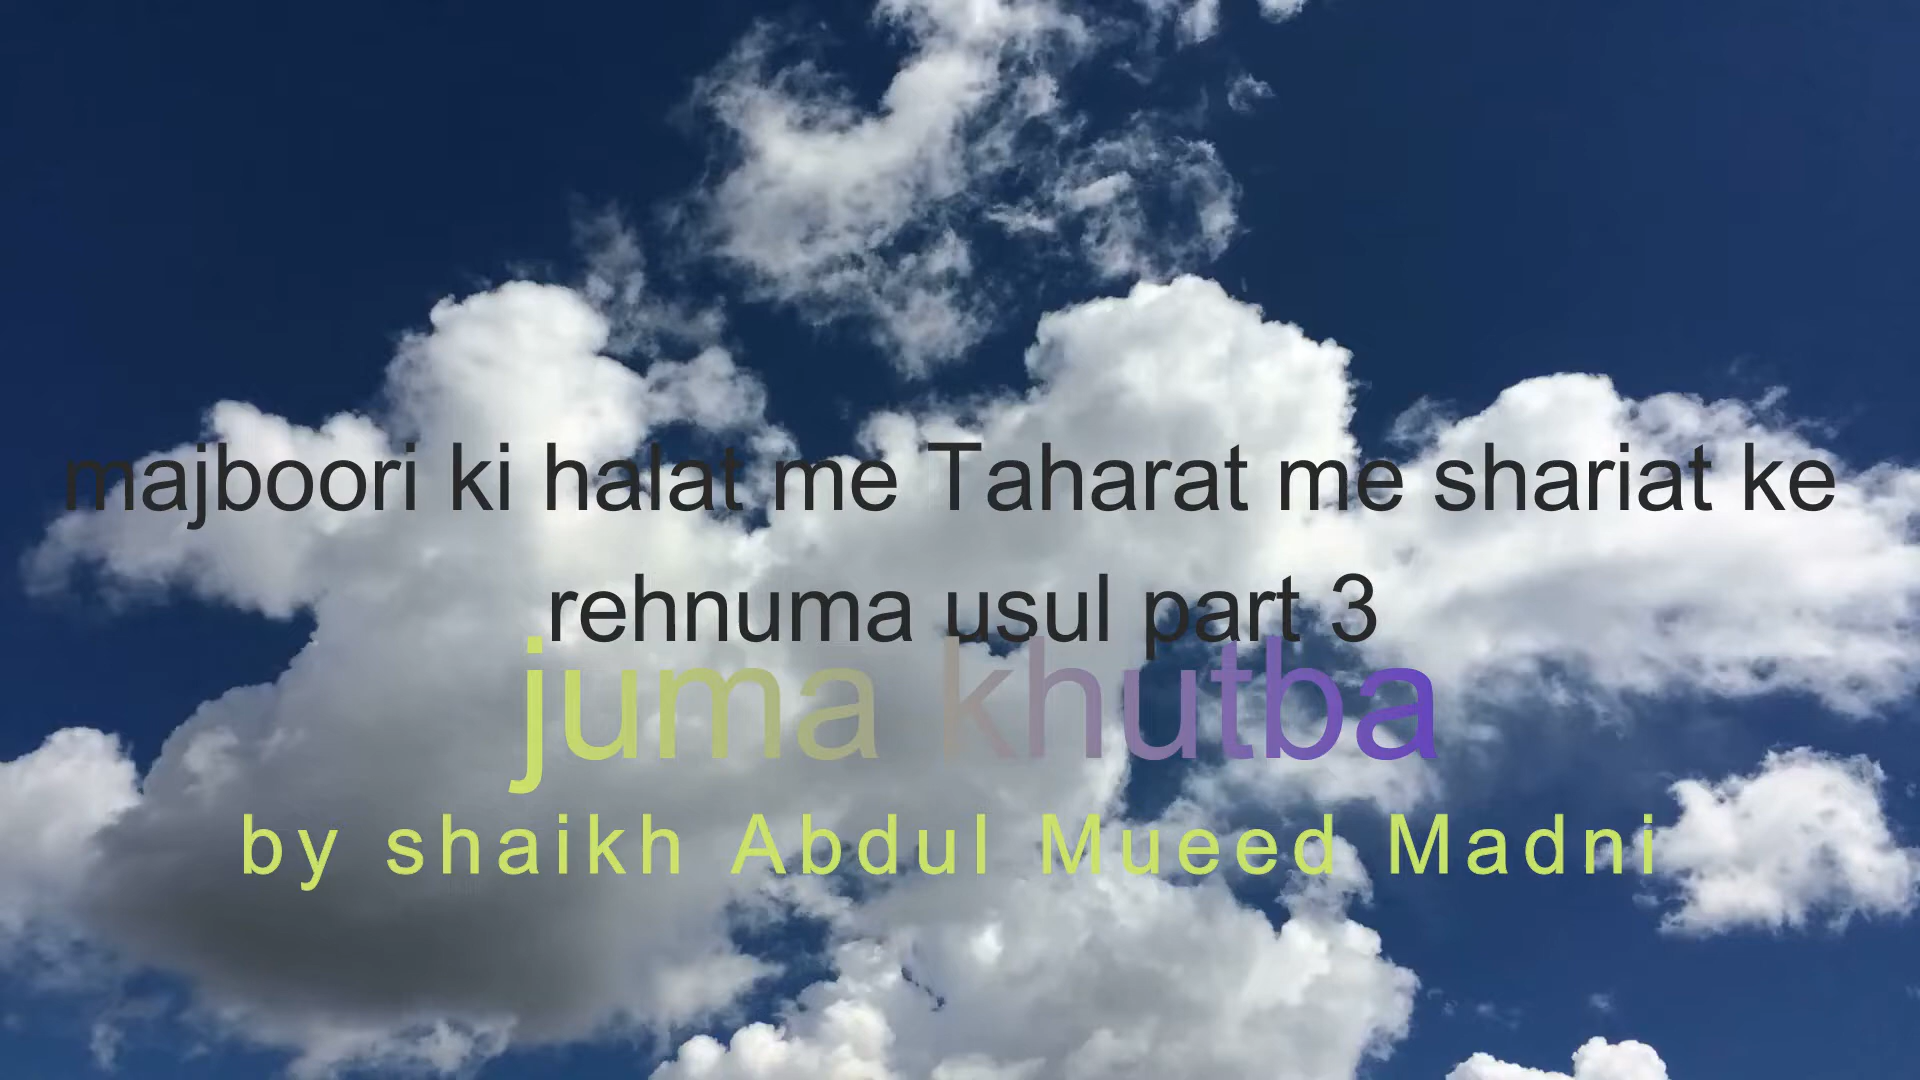 majboori ki halat me Taharat me shariat ke
rehnuma usul part 3
juma khutba
by shaikh Abdul Mueed Madni